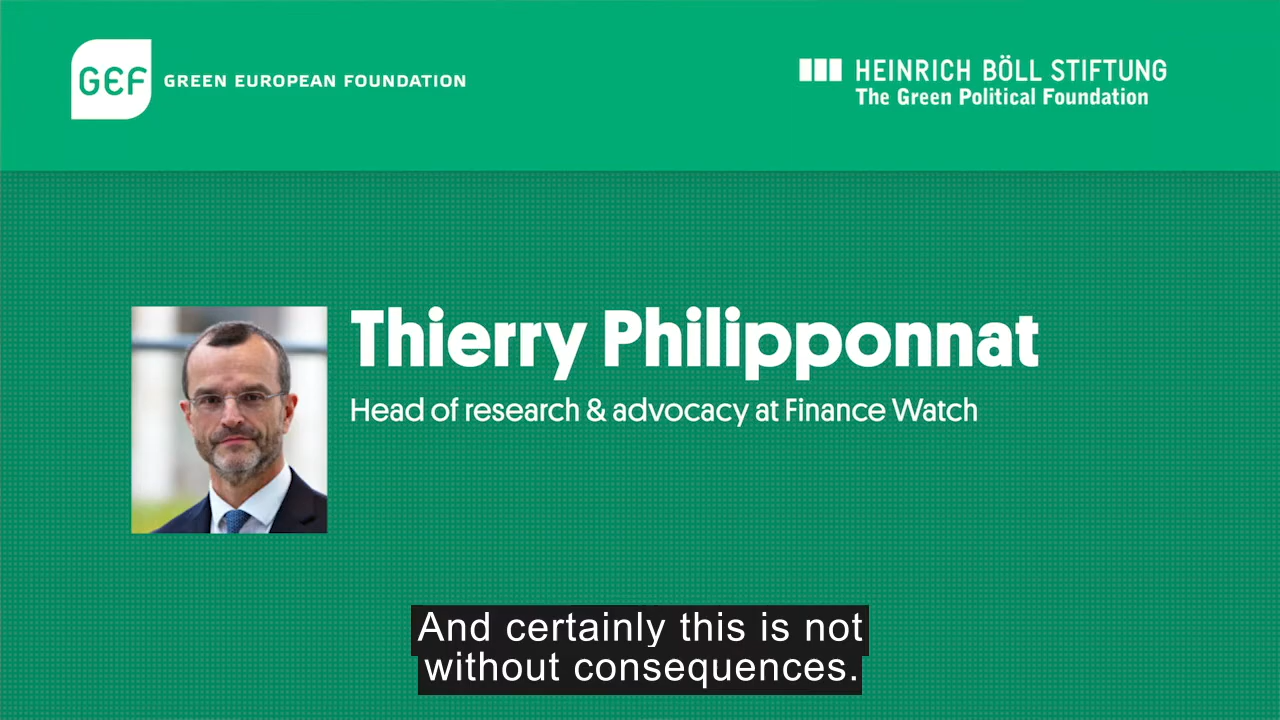 GEF GREEN EUROPEAN FOUNDATION
HEINRICH BÖLL STIFTUNG
The Green Political Foundation
Thierry Philipponnat
Head of research & advocacy at Finance Watch
And certainly this is not
without consequences.